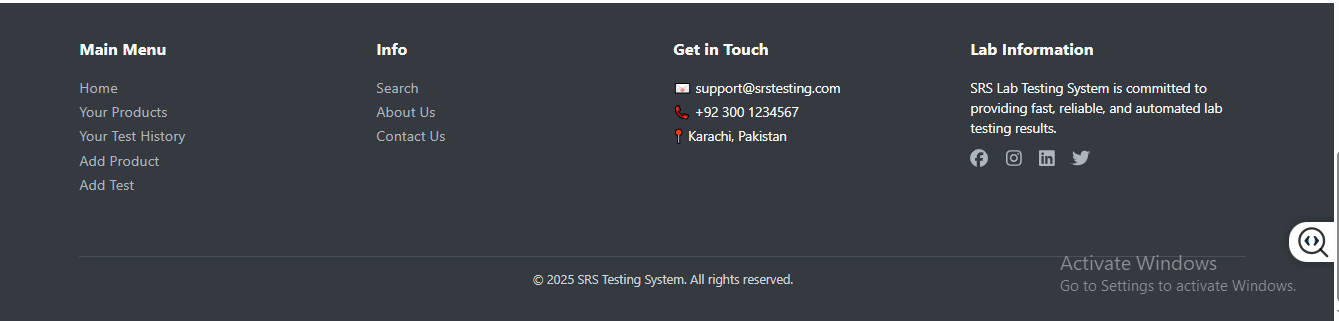 Main Menu
Home
Your Products
Your Test History
Add Product
Add Test
Info
Search
About Us
Contact Us
Get in Touch
support@srstesting.com
+92 300 1234567
Karachi, Pakistan
Lab Information
SRS Lab Testing System is committed to
providing fast, reliable, and automated lab
testing results.
© 2025 SRS Testing System. All rights reserved.
Activate Windows
Go to Settings to activate Windows.